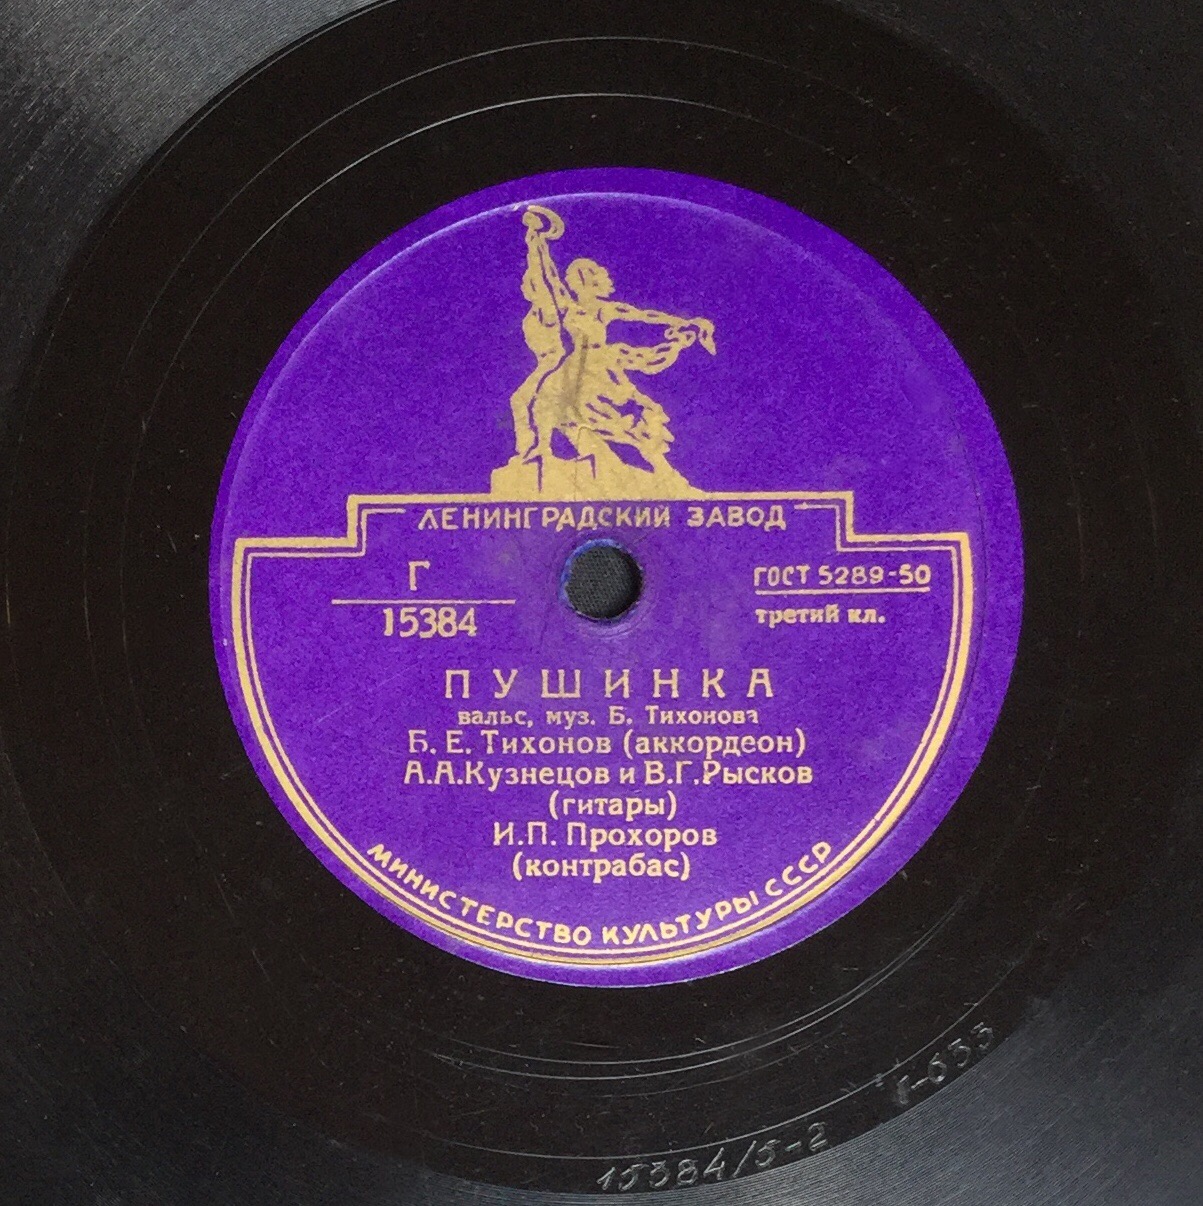 ЛЕНИНГРАДСКИЙ ЗАВОД
Г
15384
ГОСТ 5289-50
третий кл.
ПУШИНКА
вальс, муз. Б. Тихонова
Б. Е. Тихонов (аккордеон)
А.А.Кузнецов и В.Г.Рысков
(гитары)
И.П. Прохоров
(контрабас)
МИНИСТЕРСТВО КУЛЬТУРЫ СССР
15384/5-2